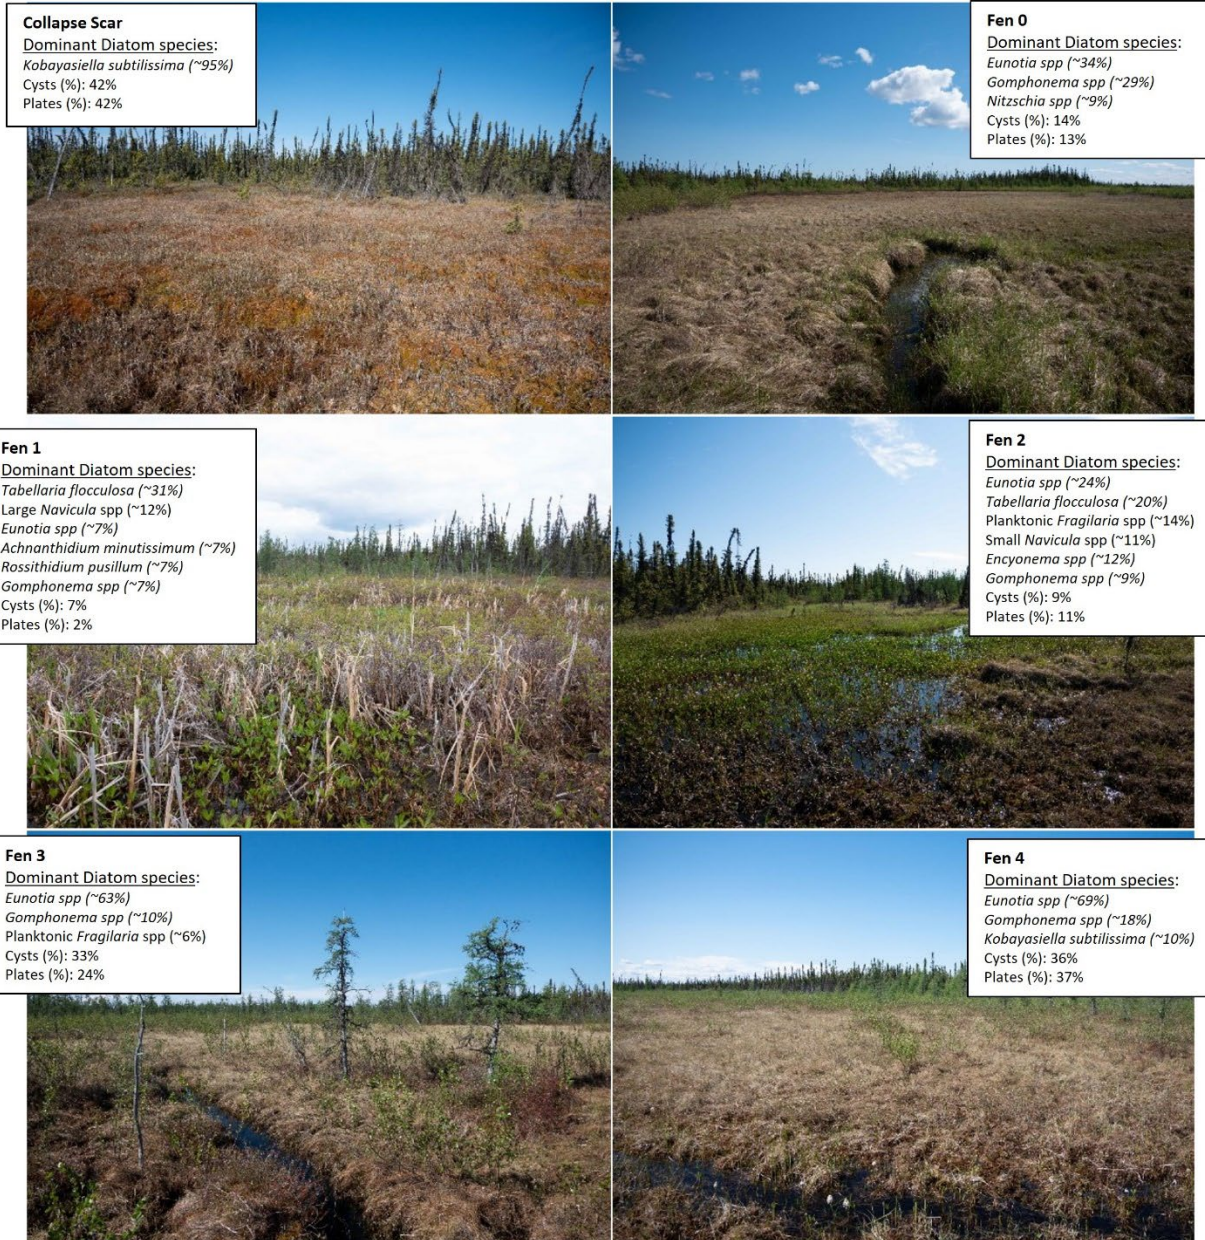 Collapse Scar
Dominant Diatom species:
Kobayasiella subtilissima (~95%)
Cysts (%): 42%
Plates (%): 42%
Fen 0
Dominant Diatom species:
Eunotia spp (~34%)
Gomphonema spp (~29%)
Nitzschia spp (~9%)
Cysts (%): 14%
Plates (%): 13%
Fen 1
Dominant Diatom species:
Tabellaria flocculosa (~31%)
Large Navicula spp (~12%)
Eunotia spp (~7%)
Achnanthidium minutissimum (~7%)
Rossithidium pusillum (~7%)
Gomphonema spp (~7%)
Cysts (%): 7%
Plates (%): 2%
Fen 2
Dominant Diatom species:
Eunotia spp (~24%)
Tabellaria flocculosa (~20%)
Planktonic Fragilaria spp (~14%)
Small Navicula spp (~11%)
Encyonema spp (~12%)
Gomphonema spp (~9%)
Cysts (%): 9%
Plates (%): 11%
Fen 3
Dominant Diatom species:
Eunotia spp (~63%)
Gomphonema spp (~10%)
Planktonic Fragilaria spp (~6%)
Cysts (%): 33%
Plates (%): 24%
Fen 4
Dominant Diatom species:
Eunotia spp (~69%)
Gomphonema spp (~18%)
Kobayasiella subtilissima (~10%)
Cysts (%): 36%
Plates (%): 37%